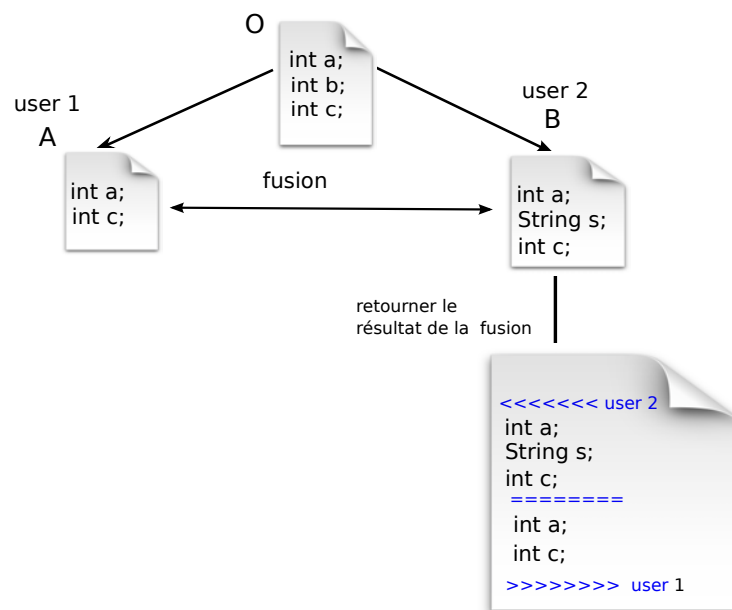 O
int a;
int b;
int c;
user 1
A
int a;
int c;
fusion
user 2
B
int a;
String s;
int c;
retourner le
résultat de la fusion
<<<<<<< user 2
int a;
String s;
int c;
========
int a;
int c;
>>>>>>>> user 1